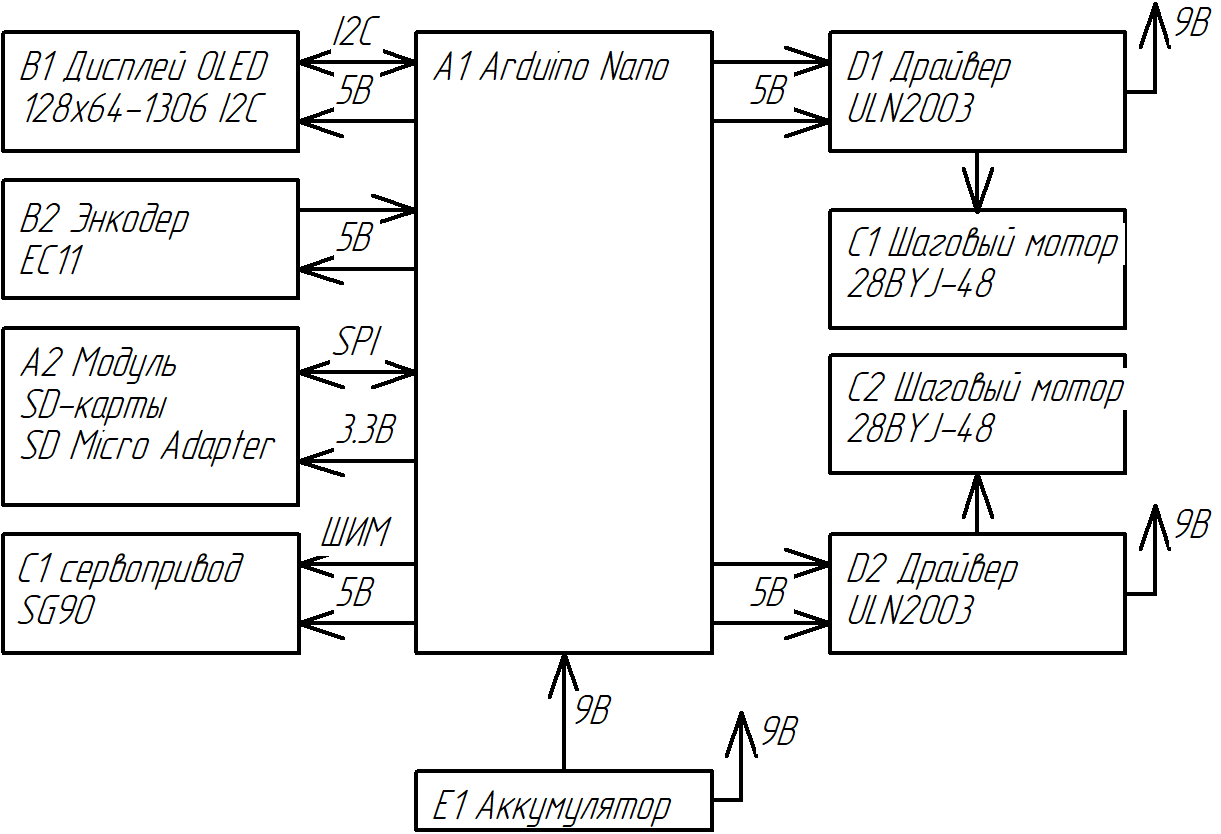 B1 Дисплей OLED
128x64-1306 I2C
I2C
5В
B2 Энкодер
EC11
5В
A2 Модуль
SD-карты
SD Micro Adapter
SPI
3.3В
C1 сервопривод
SG90
ШИМ
5В
A1 Arduino Nano
9В
E1 Аккумулятор
9В
5В
D1 Драйвер
ULN2003
9В
C1 Шаговый мотор
28BYJ-48
C2 Шаговый мотор
28BYJ-48
5В
D2 Драйвер
ULN2003
9В